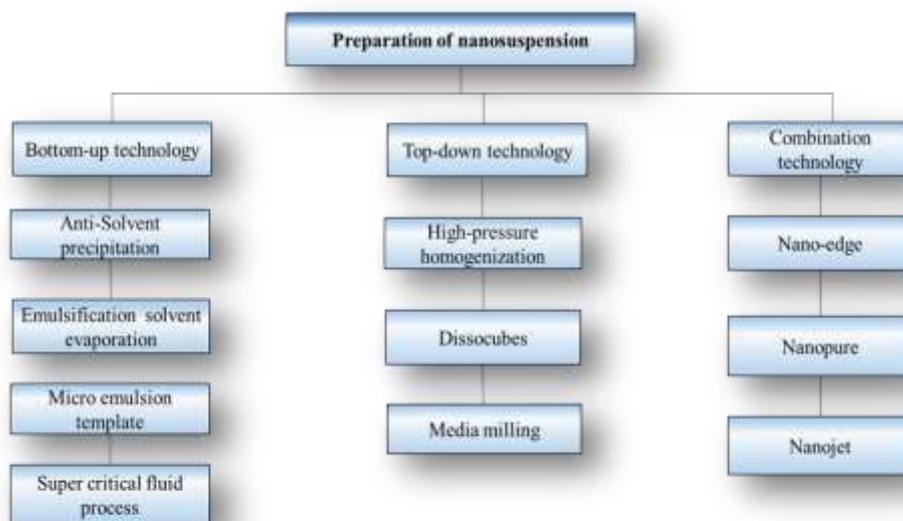 Preparation of nanosuspension
Bottom-up technology
Anti-Solvent
precipitation
Emulsification solvent
evaporation
Micro emulsion
template
Super critical fluid
process
Top-down technology
High-pressure
homogenization
Dissocubes
Media milling
Combination
technology
Nano-edge
Nanopure
Nanojet